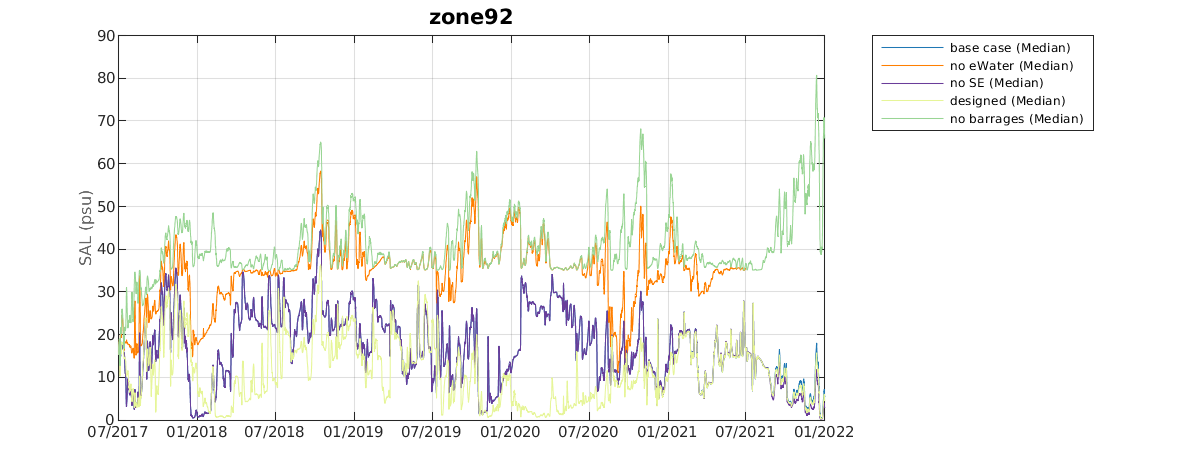 zone92
SAL (psu)
90
80
70
60
50
40
30
20
10
0
07/2017 01/2018 07/2018 01/2019 07/2019 01/2020 07/2020 01/2021 07/2021 01/2022
base case (Median)
no eWater (Median)
no SE (Median)
designed (Median)
no barrages (Median)